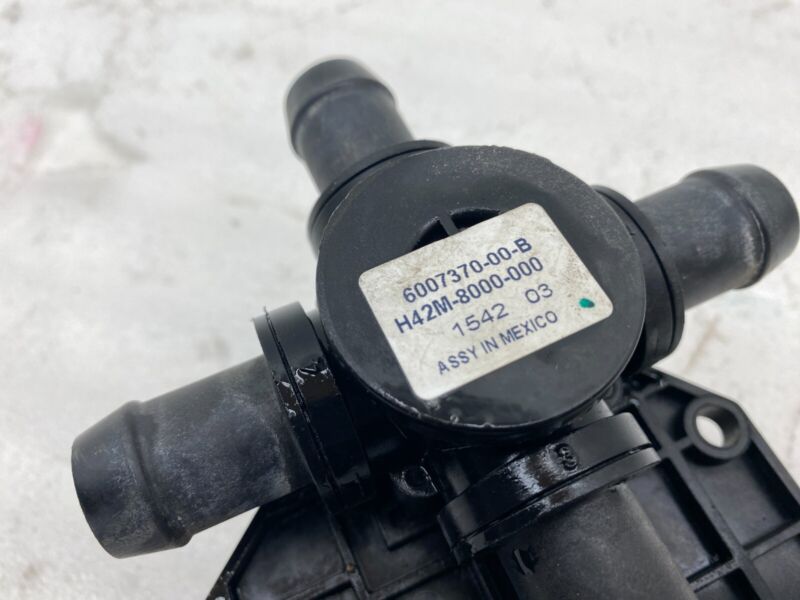 6007370-00-B
H42M-8000-000
1542 03
ASSY IN MEXICO